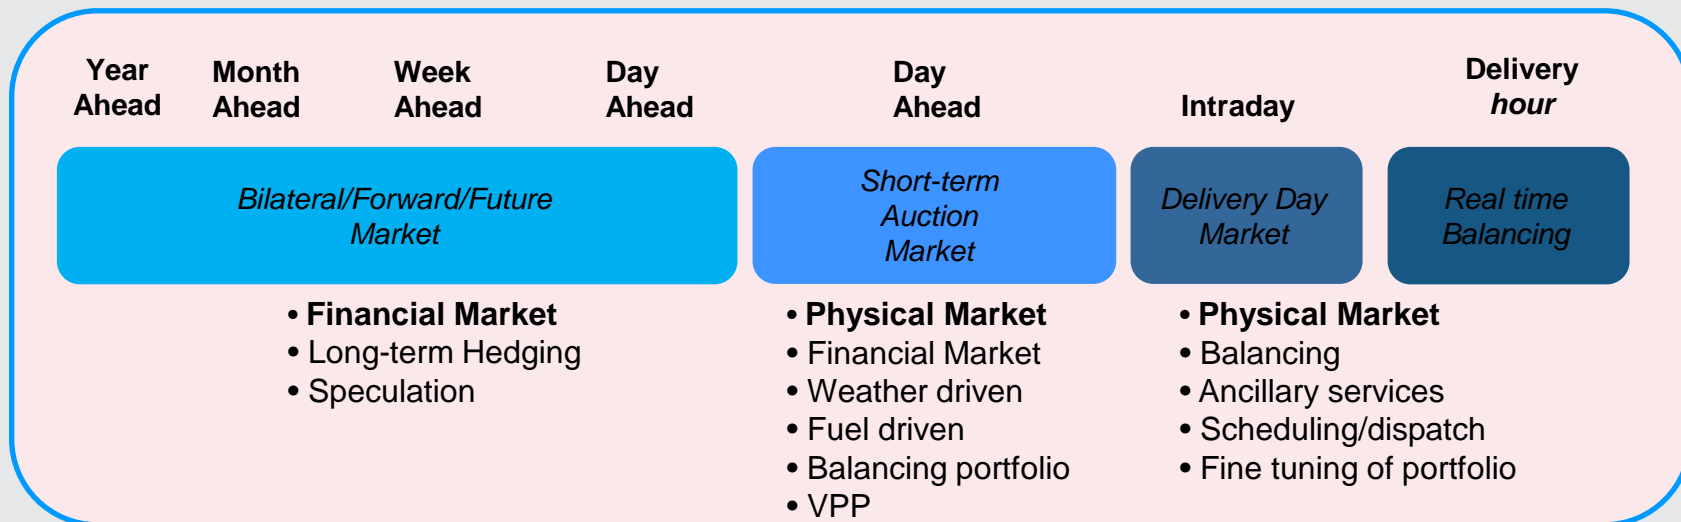 Year
Ahead
Month
Ahead
Week
Ahead
Day
Ahead
Day
Ahead
Intraday
Delivery
hour
Bilateral/Forward/Future
Market
Short-term
Auction
Market
Delivery Day
Market
Real time
Balancing
• Financial Market
• Long-term Hedging
• Speculation
• Physical Market
• Financial Market
• Weather driven
• Fuel driven
• Balancing portfolio
• VPP
• Physical Market
• Balancing
• Ancillary services
• Scheduling/dispatch
• Fine tuning of portfolio